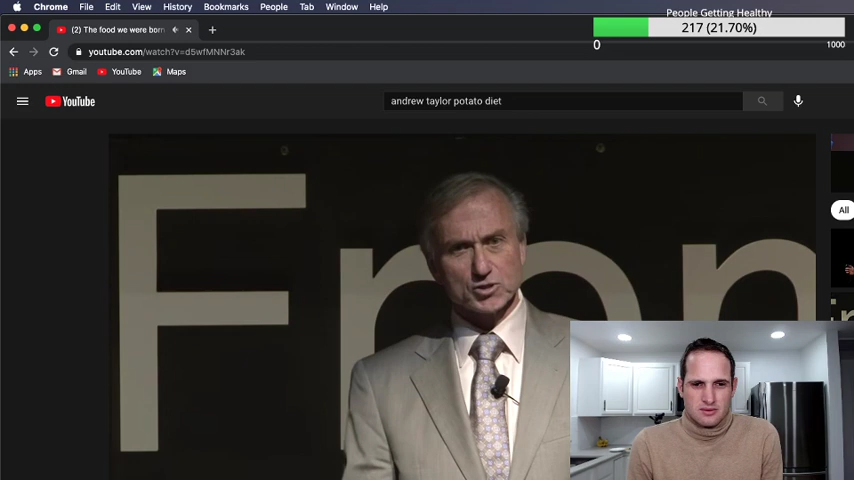 Chrome File Edit View History Bookmarks People Tab Window Help
People Getting Healthy
217 (21.70%)
0 1000
(2) The food we were born
youtube.com/watch?v=d5wfMNNr3ak
Apps Gmail YouTube Maps
YouTube
andrew taylor potato diet
All
From